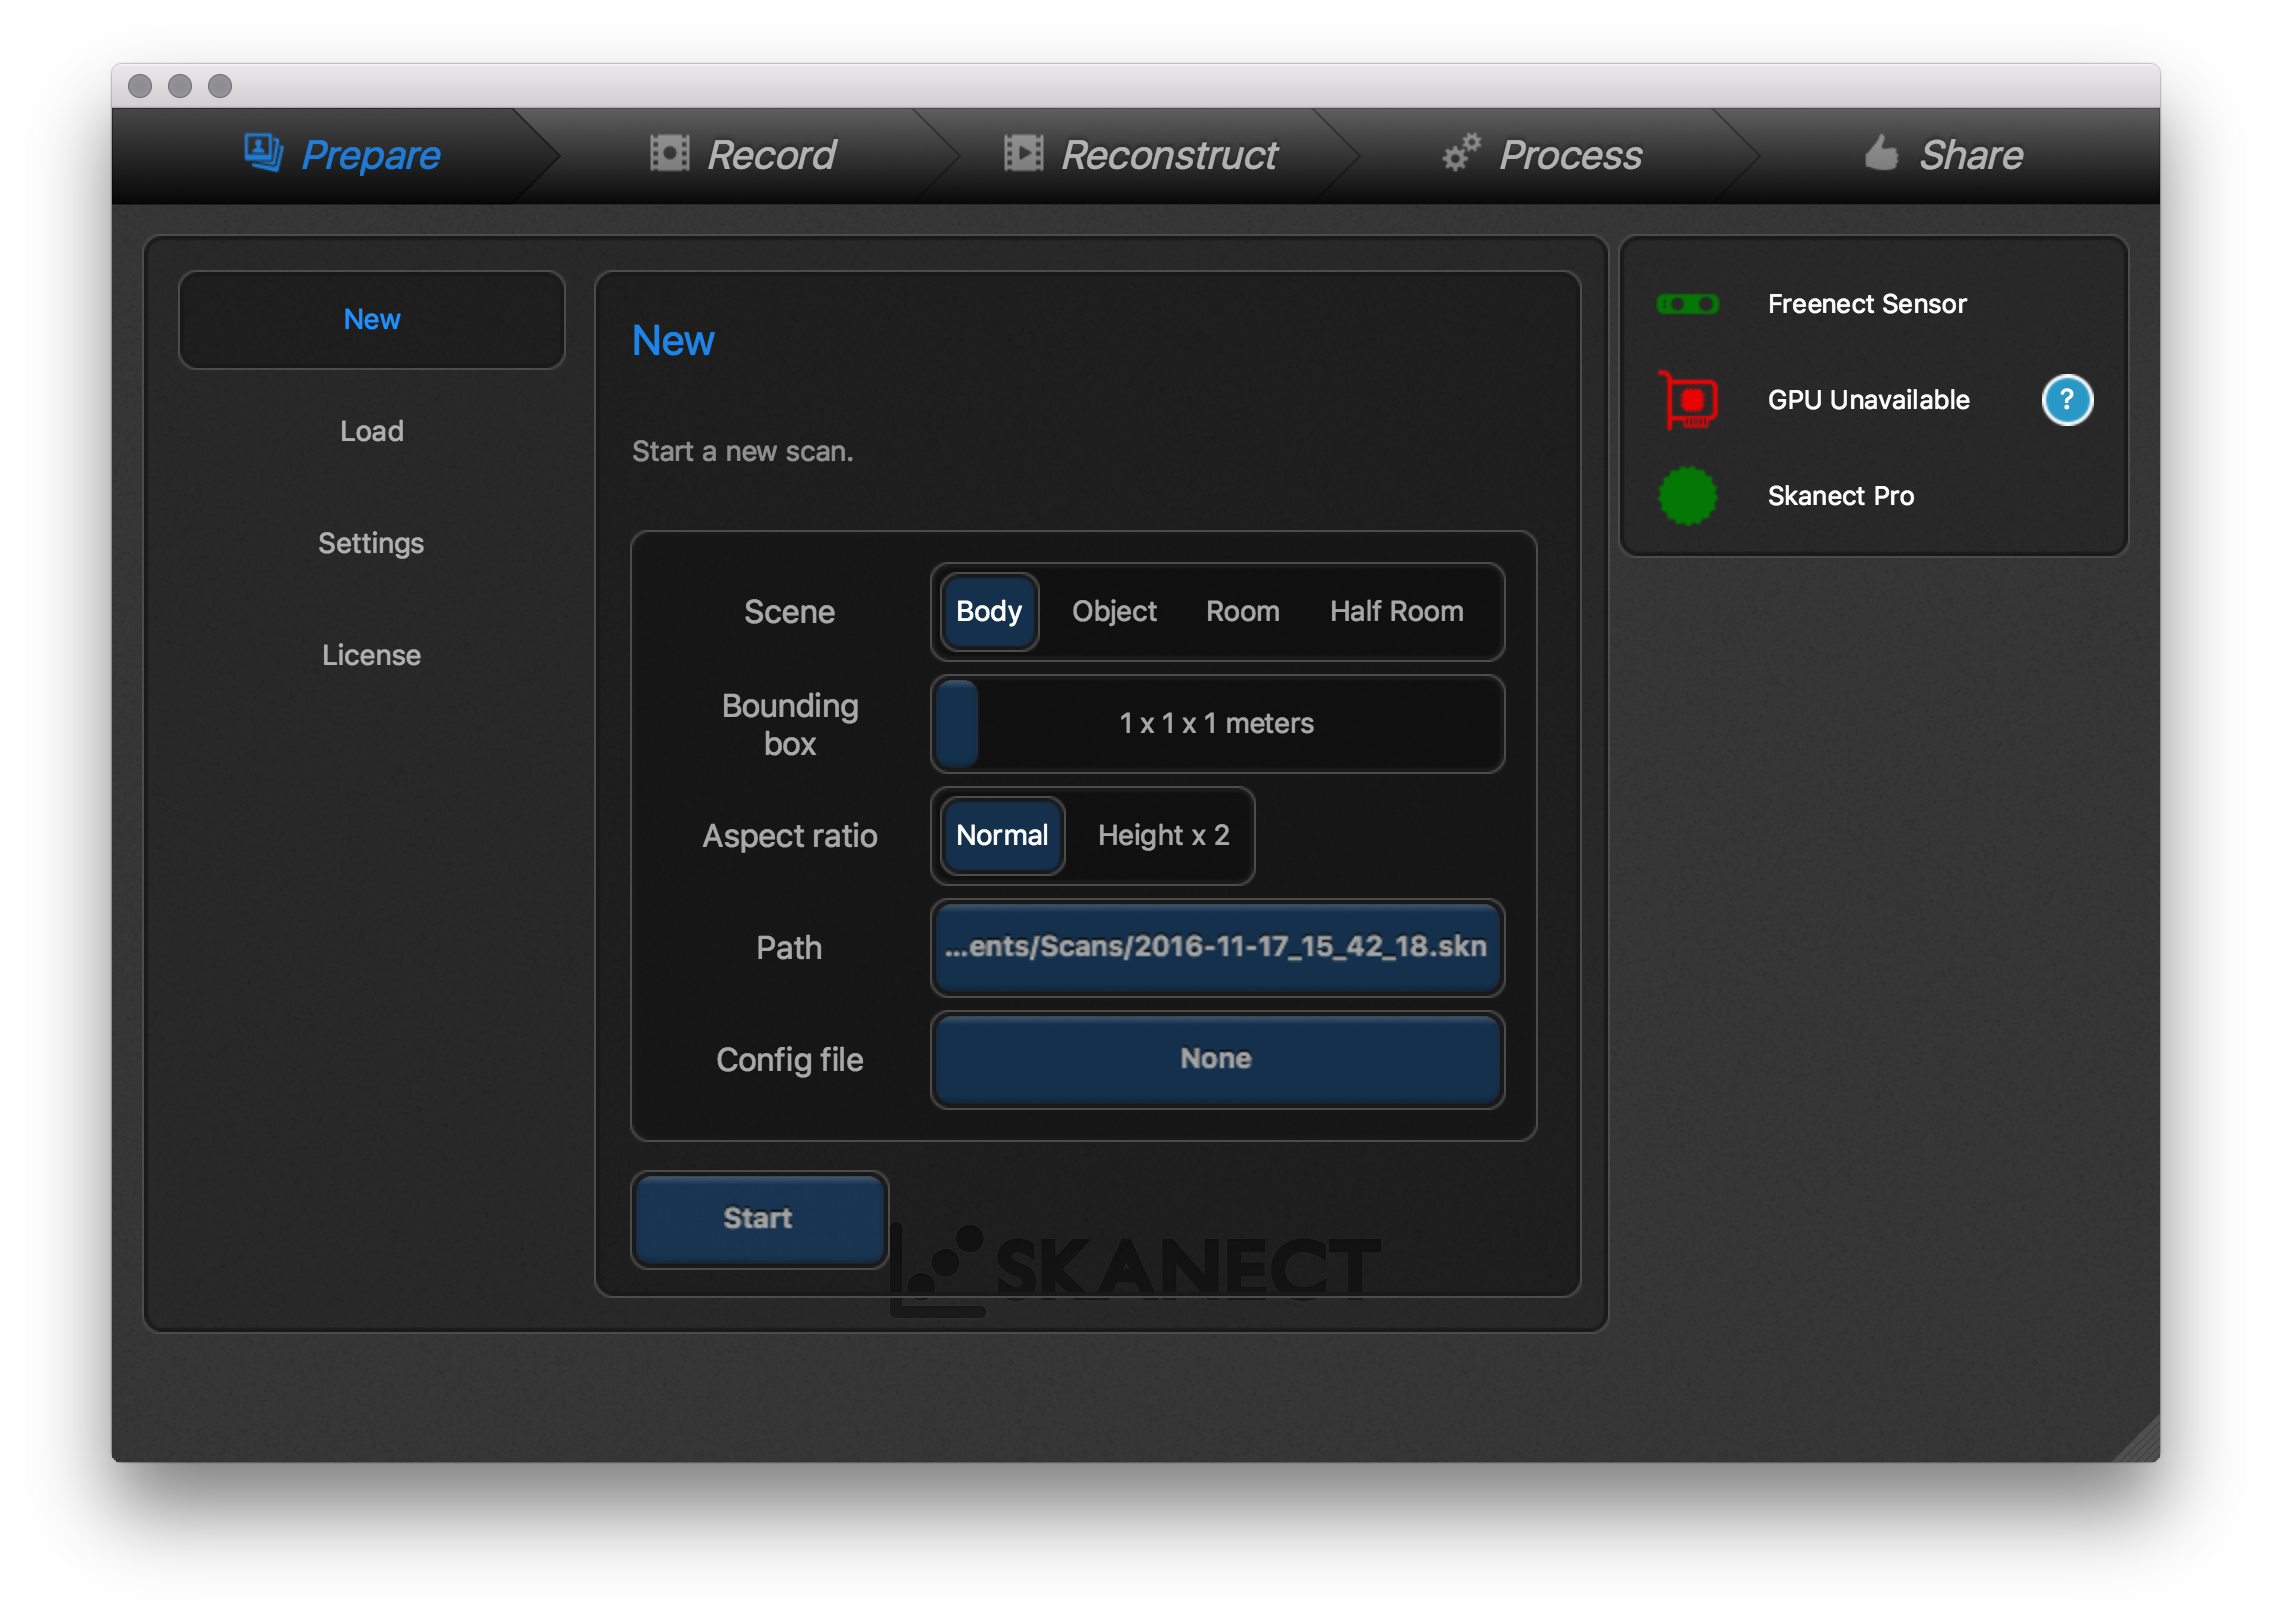 Prepare
Record
Reconstruct
Process
Share
New
Load
Settings
License
New
Start a new scan.
Scene
Body
Object
Room
Half Room
Bounding
box
1 x 1 x 1 meters
Aspect ratio
Normal
Height x 2
Path
...ents/Scans/2016-11-17_15_42_18.skn
Config file
None
Start
SKANECT
Freenect Sensor
GPU Unavailable
?
Skanect Pro